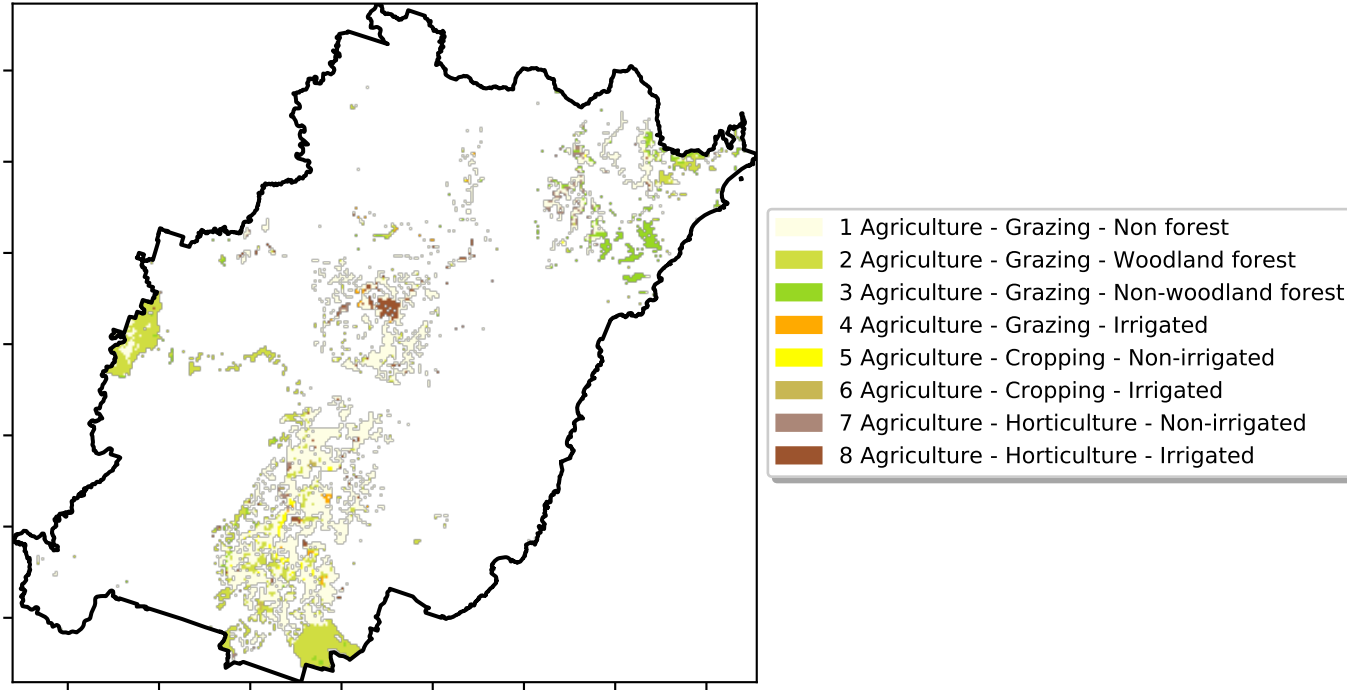 1 Agriculture - Grazing - Non forest
2 Agriculture - Grazing - Woodland forest
3 Agriculture - Grazing - Non-woodland forest
4 Agriculture - Grazing - Irrigated
5 Agriculture - Cropping - Non-irrigated
6 Agriculture - Cropping - Irrigated
7 Agriculture - Horticulture - Non-irrigated
8 Agriculture - Horticulture - Irrigated